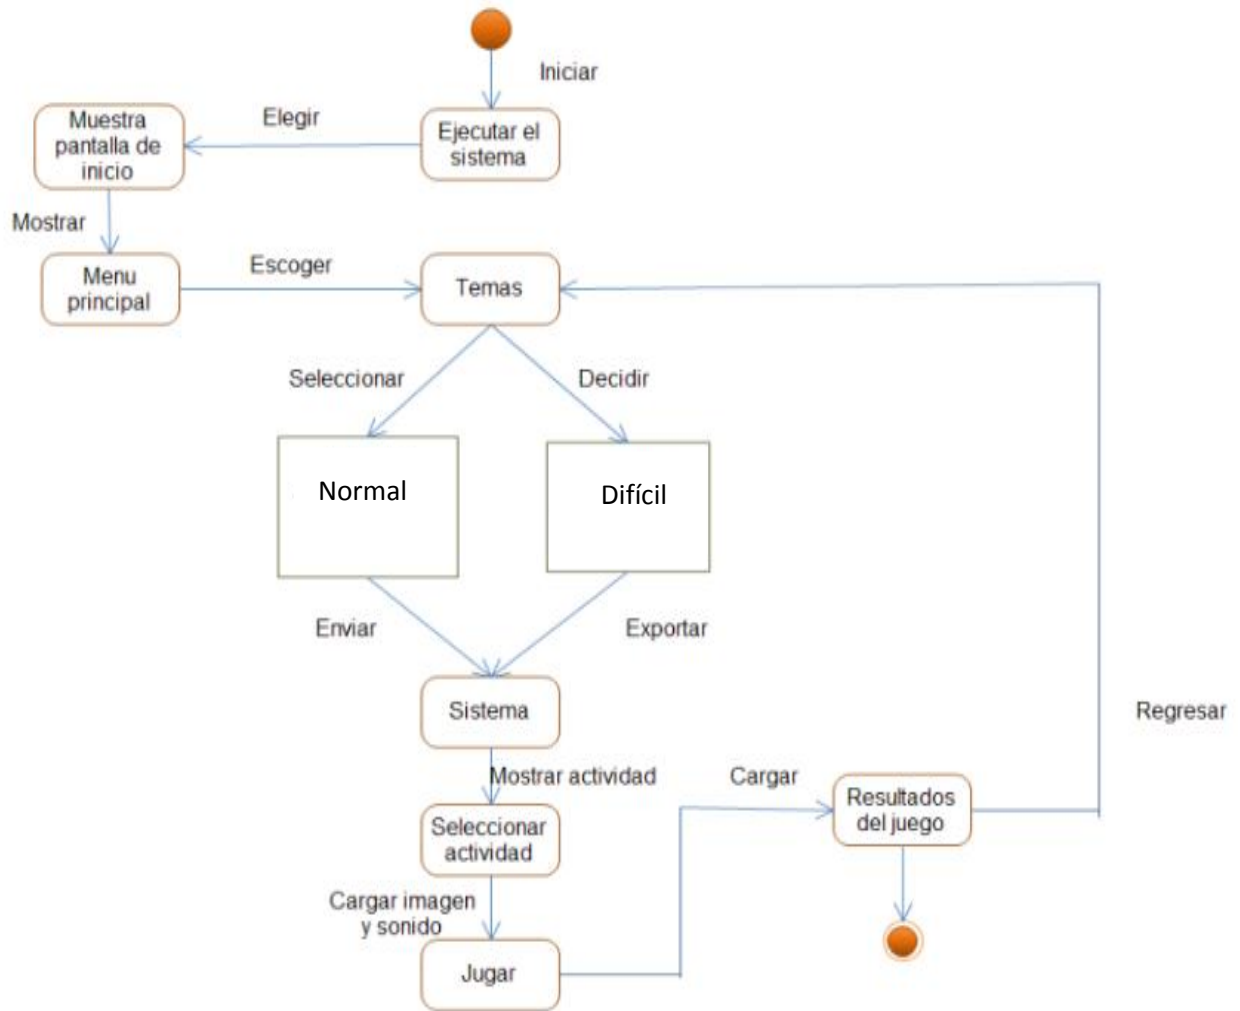 Iniciar
Elegir
Muestra
pantalla de
inicio
Ejecutar el
sistema
Mostrar
Menu
principal
Escoger
Temas
Seleccionar
Decidir
Normal
Difícil
Enviar
Exportar
Sistema
Regresar
Mostrar actividad
Cargar
Resultados
del juego
Seleccionar
actividad
Cargar imagen
y sonido
Jugar